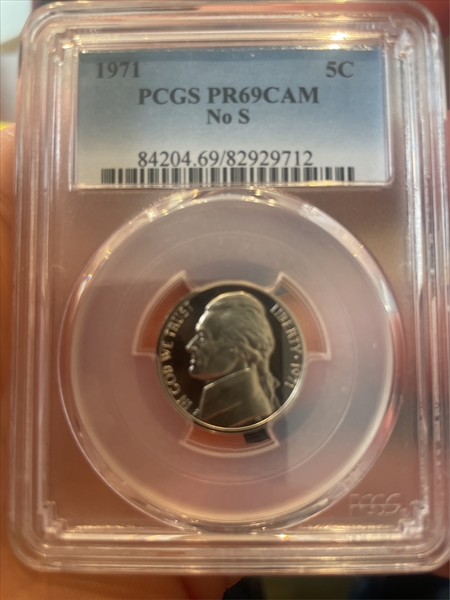 1971 5C
PCGS PR69CAM
No S
84204.69/82929712
IN GOD WE TRUST
LIBERTY · 1971
PCGS